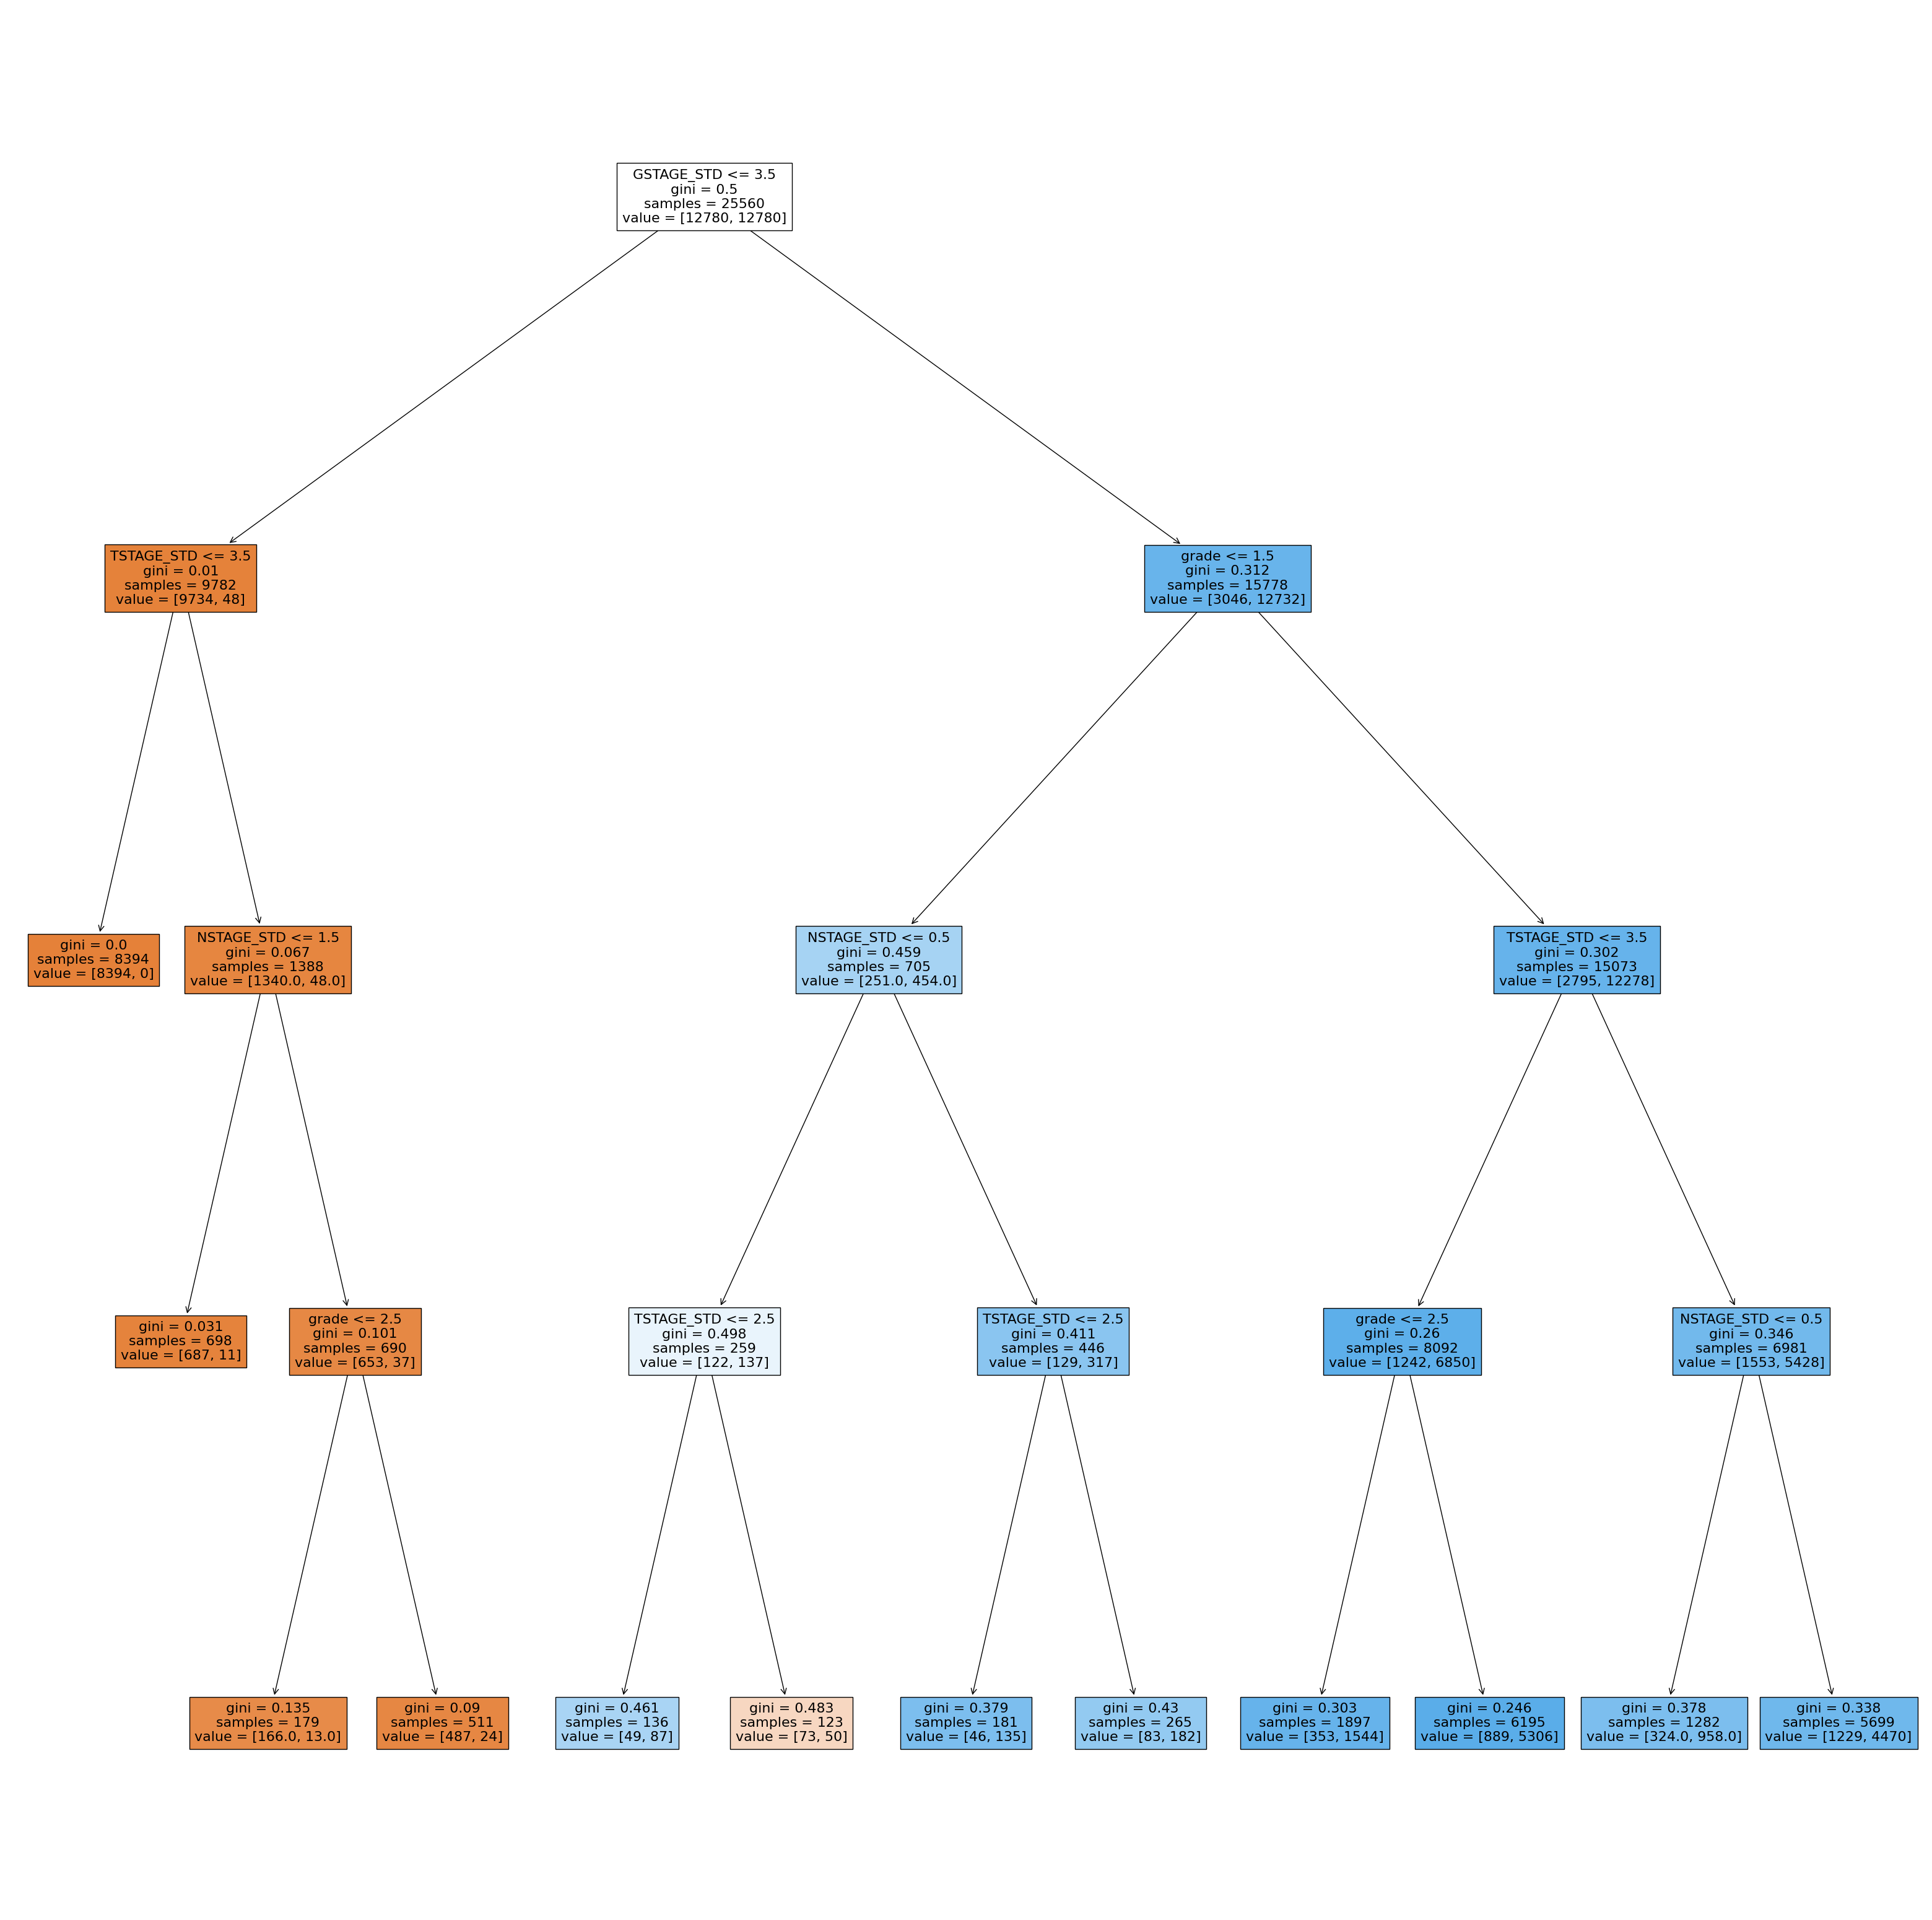 GSTAGE_STD <= 3.5
gini = 0.5
samples = 25560
value = [12780, 12780]
TSTAGE_STD <= 3.5
gini = 0.01
samples = 9782
value = [9734, 48]
grade <= 1.5
gini = 0.312
samples = 15778
value = [3046, 12732]
gini = 0.0
samples = 8394
value = [8394, 0]
NSTAGE_STD <= 1.5
gini = 0.067
samples = 1388
value = [1340.0, 48.0]
NSTAGE_STD <= 0.5
gini = 0.459
samples = 705
value = [251.0, 454.0]
TSTAGE_STD <= 3.5
gini = 0.302
samples = 15073
value = [2795, 12278]
gini = 0.031
samples = 698
value = [687, 11]
grade <= 2.5
gini = 0.101
samples = 690
value = [653, 37]
TSTAGE_STD <= 2.5
gini = 0.498
samples = 259
value = [122, 137]
TSTAGE_STD <= 2.5
gini = 0.411
samples = 446
value = [129, 317]
grade <= 2.5
gini = 0.26
samples = 8092
value = [1242, 6850]
NSTAGE_STD <= 0.5
gini = 0.346
samples = 6981
value = [1553, 5428]
gini = 0.135
samples = 179
value = [166.0, 13.0]
gini = 0.09
samples = 511
value = [487, 24]
gini = 0.461
samples = 136
value = [49, 87]
gini = 0.483
samples = 123
value = [73, 50]
gini = 0.379
samples = 181
value = [46, 135]
gini = 0.43
samples = 265
value = [83, 182]
gini = 0.303
samples = 1897
value = [353, 1544]
gini = 0.246
samples = 6195
value = [889, 5306]
gini = 0.378
samples = 1282
value = [324.0, 958.0]
gini = 0.338
samples = 5699
value = [1229, 4470]